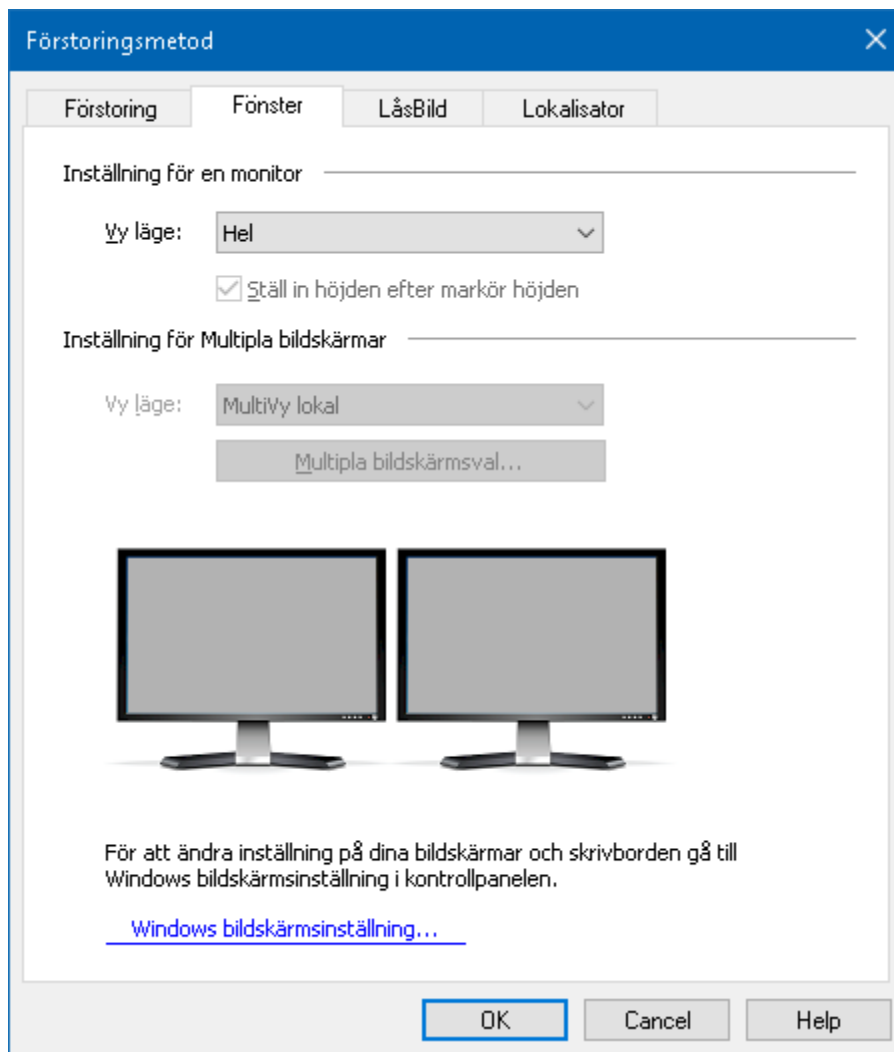 Förstoringsmetod
Förstoring Fönster LåsBild Lokalisator
Inställning för en monitor
Vy läge: Hel
Ställ in höjden efter markör höjden
Inställning för Multipla bildskärmar
Vy läge: MultiVy lokal
Multipla bildskärmsval...
För att ändra inställning på dina bildskärmar och skrivborden gå till
Windows bildskärmsinställning i kontrollpanelen.
Windows bildskärmsinställning...
OK Cancel Help